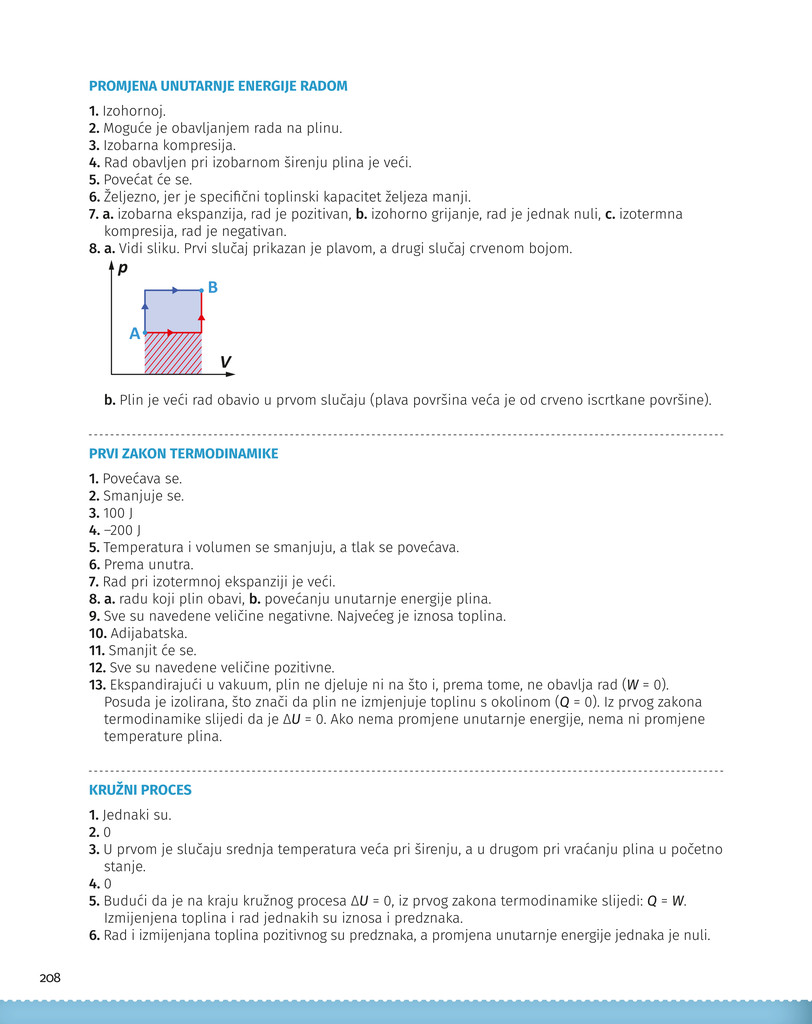 PROMJENA UNUTARNJE ENERGIJE RADOM
1. Izohornoj.
2. Moguće je obavljanjem rada na plinu.
3. Izobarna kompresija.
4. Rad obavljen pri izobarnom širenju plina je veći.
5. Povećat će se.
6. Željezno, jer je specifični toplinski kapacitet željeza manji.
7. a. izobarna ekspanzija, rad je pozitivan, b. izohorno grijanje, rad je jednak nuli, c. izotermna
kompresija, rad je negativan.
8. a. Vidi sliku. Prvi slučaj prikazan je plavom, a drugi slučaj crvenom bojom.
p
B
A
V
b. Plin je veći rad obavio u prvom slučaju (plava površina veća je od crveno iscrtkane površine).
PRVI ZAKON TERMODINAMIKE
1. Povećava se.
2. Smanjuje se.
3. 100 J
4. –200 J
5. Temperatura i volumen se smanjuju, a tlak se povećava.
6. Prema unutra.
7. Rad pri izotermnoj ekspanziji je veći.
8. a. radu koji plin obavi, b. povećanju unutarnje energije plina.
9. Sve su navedene veličine negativne. Najvećeg je iznosa toplina.
10. Adijabatska.
11. Smanjit će se.
12. Sve su navedene veličine pozitivne.
13. Ekspandirajući u vakuum, plin ne djeluje ni na što i, prema tome, ne obavlja rad (W = 0).
Posuda je izolirana, što znači da plin ne izmjenjuje toplinu s okolinom (Q = 0). Iz prvog zakona
termodinamike slijedi da je ΔU = 0. Ako nema promjene unutarnje energije, nema ni promjene
temperature plina.
KRUŽNI PROCES
1. Jednaki su.
2. 0
3. U prvom je slučaju srednja temperatura veća pri širenju, a u drugom pri vraćanju plina u početno
stanje.
4. 0
5. Budući da je na kraju kružnog procesa ΔU = 0, iz prvog zakona termodinamike slijedi: Q = W.
Izmijenjena toplina i rad jednakih su iznosa i predznaka.
6. Rad i izmijenjana toplina pozitivnog su predznaka, a promjena unutarnje energije jednaka je nuli.
208